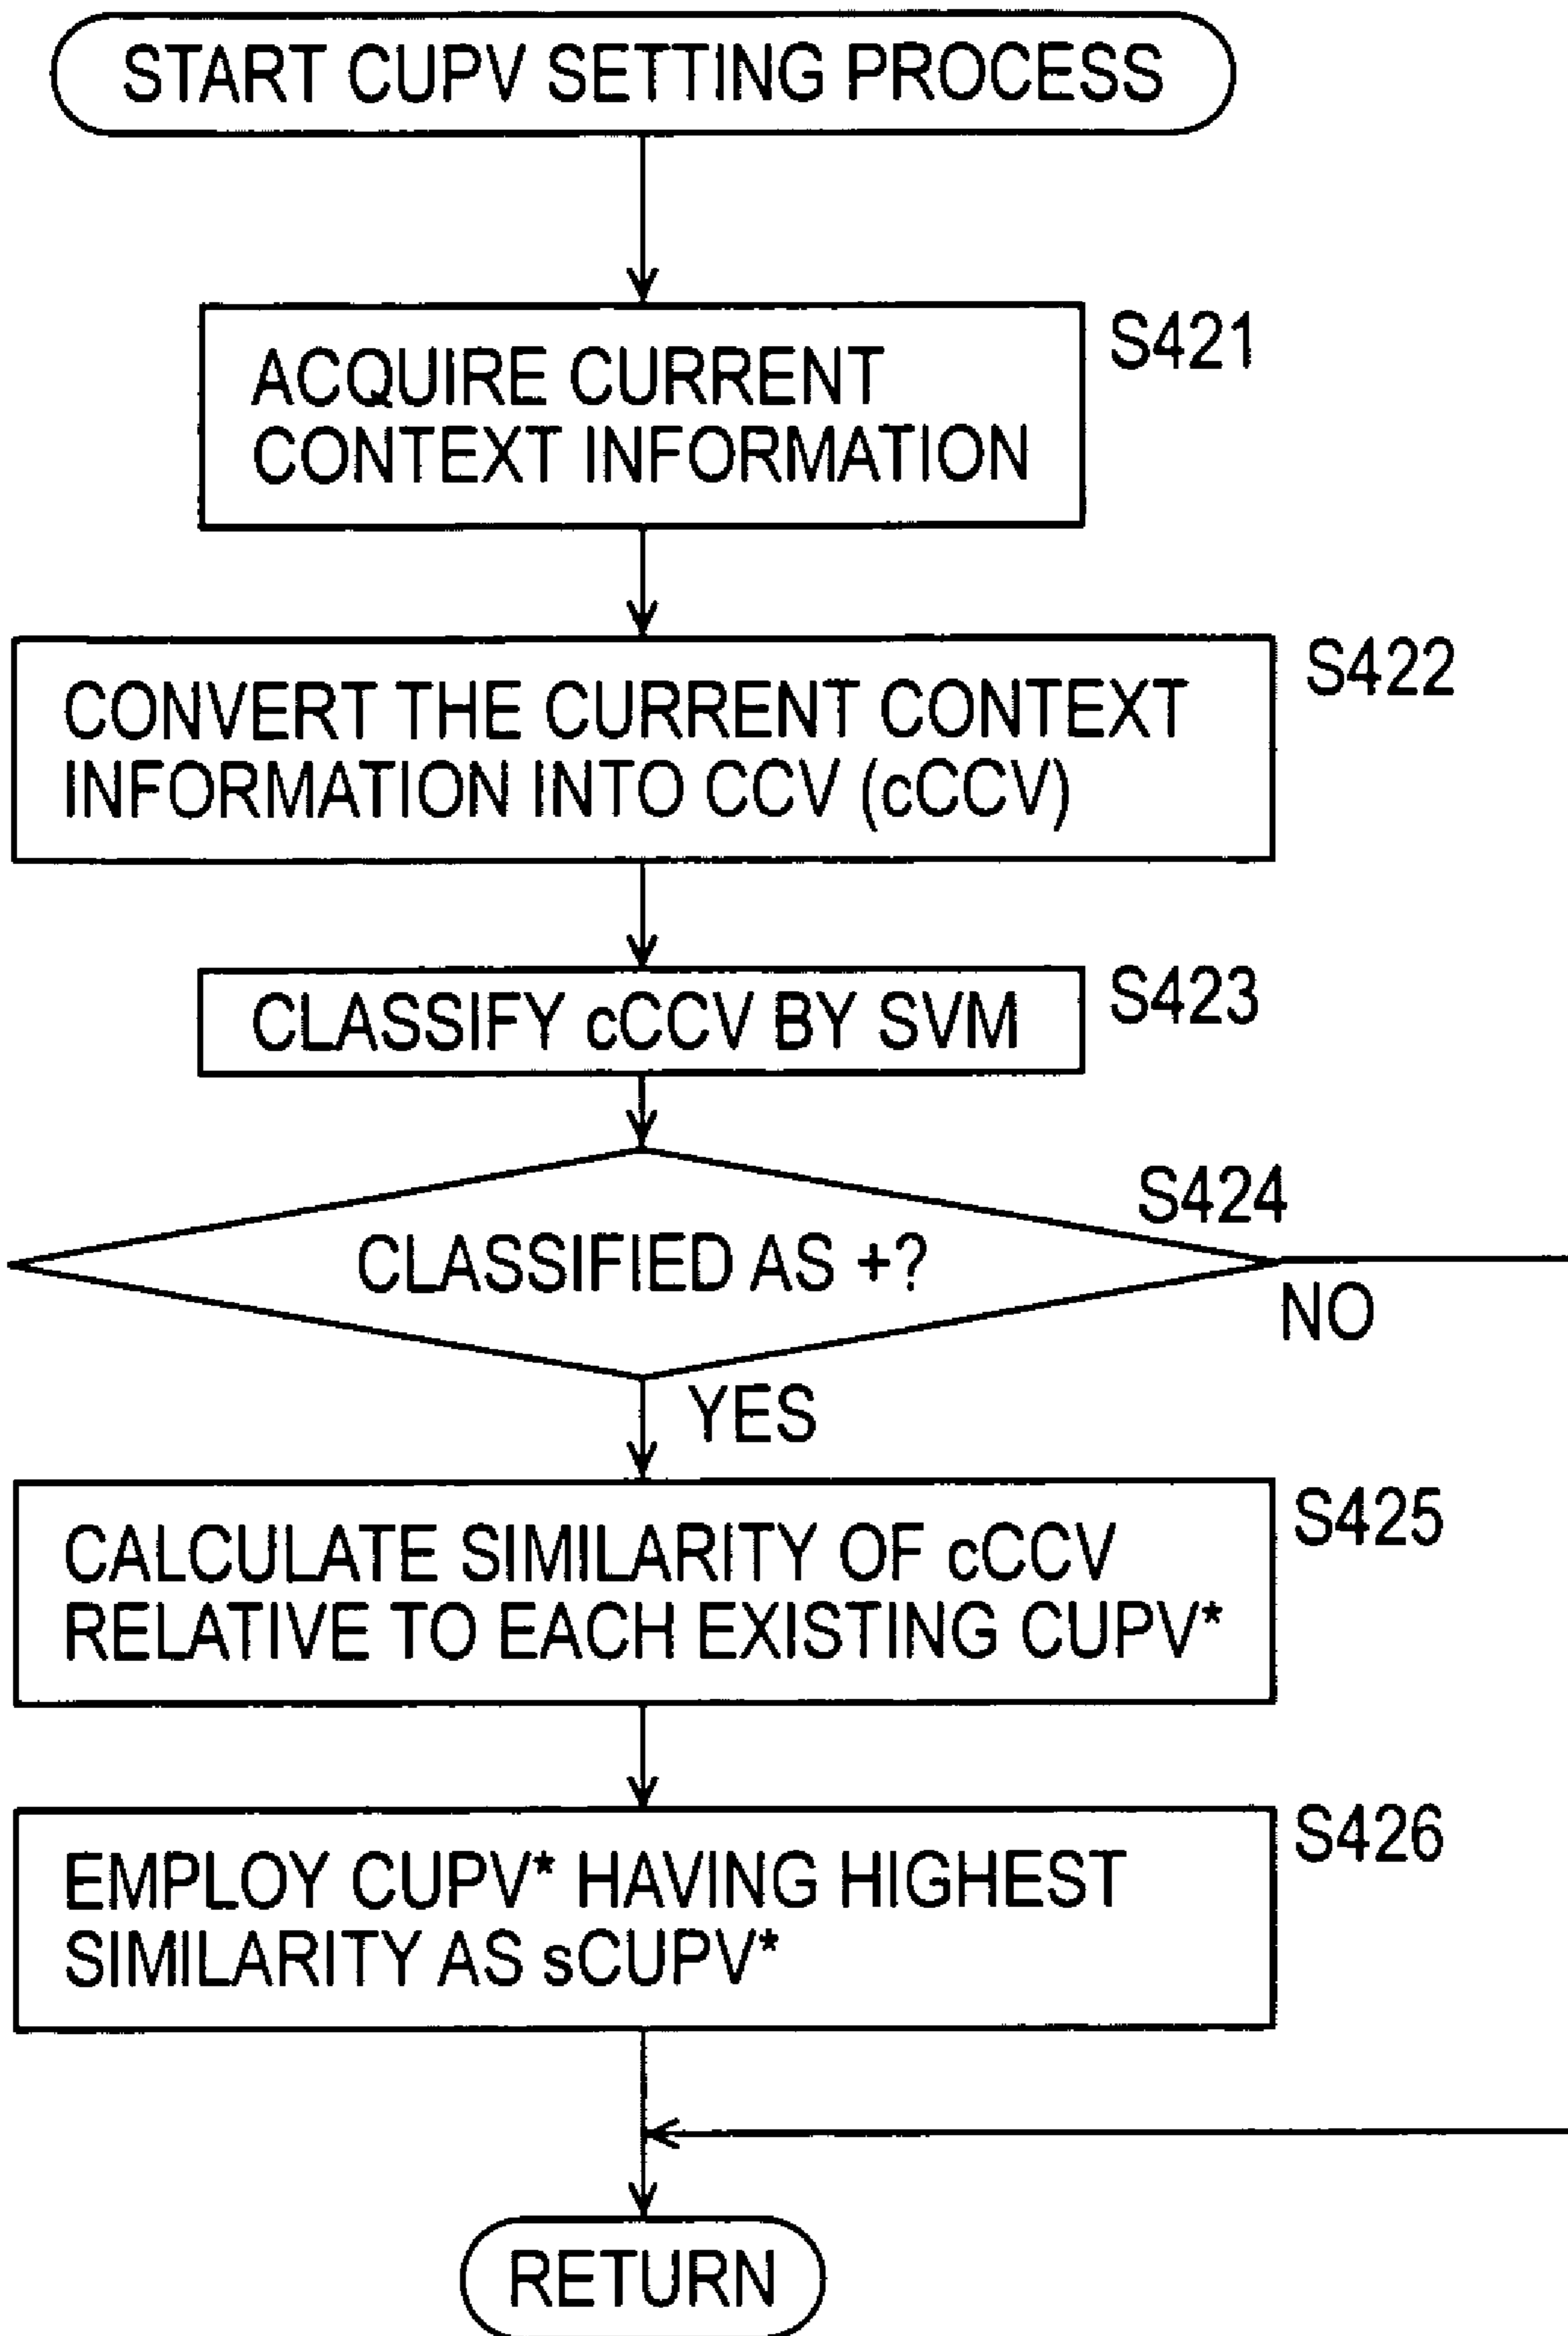 START CUPV SETTING PROCESS
S421
ACQUIRE CURRENT
CONTEXT INFORMATION
S422
CONVERT THE CURRENT CONTEXT
INFORMATION INTO CCV (cCCV)
S423
CLASSIFY cCCV BY SVM
S424
CLASSIFIED AS +?
NO
YES
S425
CALCULATE SIMILARITY OF cCCV
RELATIVE TO EACH EXISTING CUPV*
S426
EMPLOY CUPV* HAVING HIGHEST
SIMILARITY AS sCUPV*
RETURN